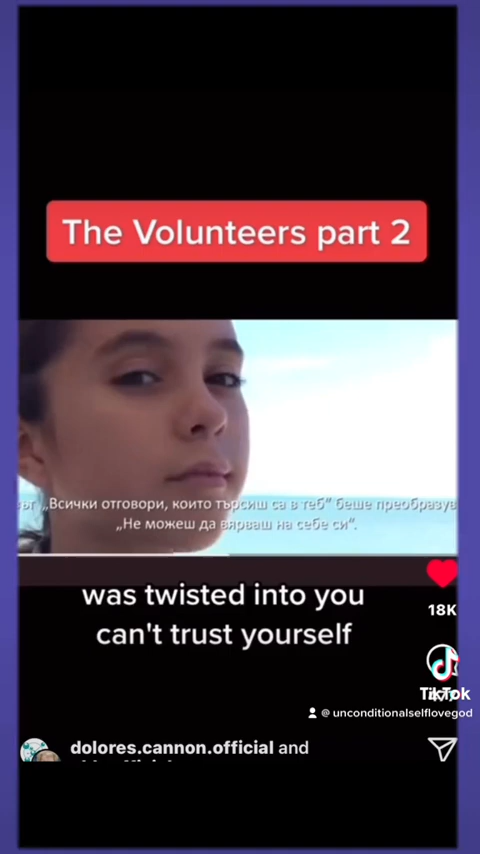 The Volunteers part 2
„Всички отговори, които търсиш са в теб“ беше преобразува
„Не можеш да вярваш на себе си“.
was twisted into you
can't trust yourself
18K
TikTok
@ unconditionalselflovegod
dolores.cannon.official and